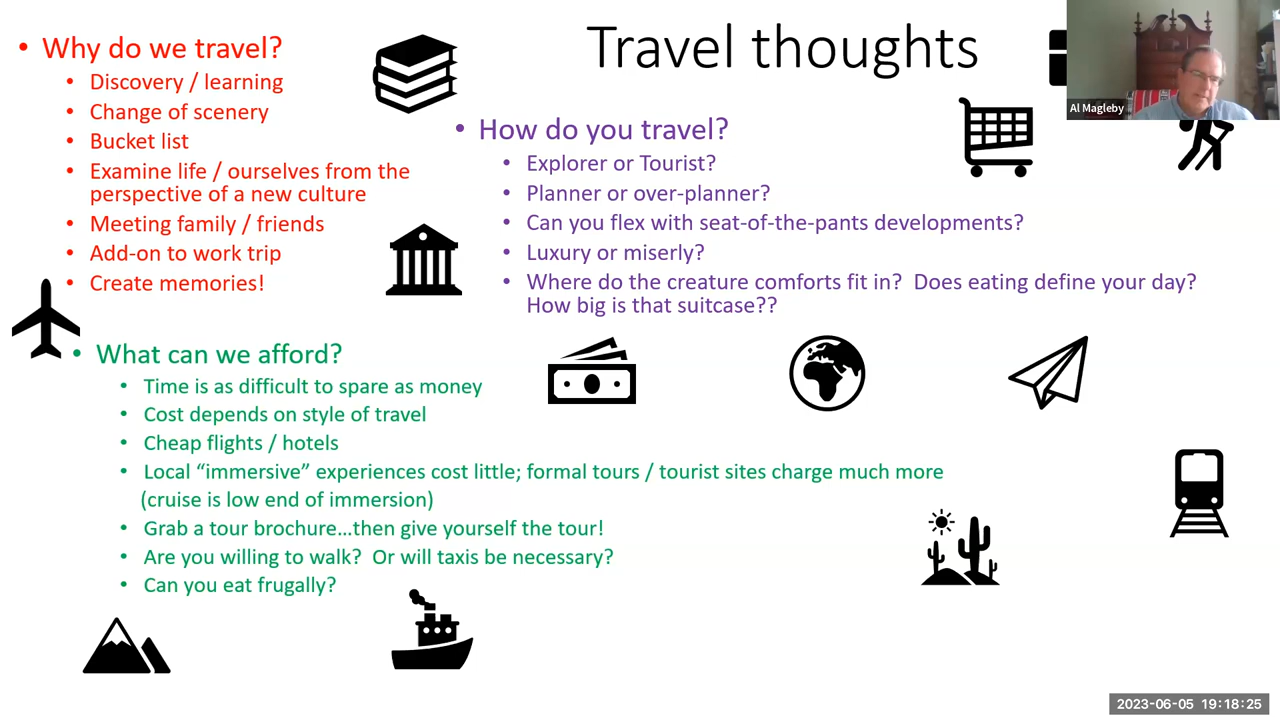 Travel thoughts
• Why do we travel?
• Discovery / learning
• Change of scenery
• Bucket list
• Examine life / ourselves from the
perspective of a new culture
• Meeting family / friends
• Add-on to work trip
• Create memories!
• How do you travel?
• Explorer or Tourist?
• Planner or over-planner?
• Can you flex with seat-of-the-pants developments?
• Luxury or miserly?
• Where do the creature comforts fit in?  Does eating define your day?
How big is that suitcase??
• What can we afford?
• Time is as difficult to spare as money
• Cost depends on style of travel
• Cheap flights / hotels
• Local “immersive” experiences cost little; formal tours / tourist sites charge much more
(cruise is low end of immersion)
• Grab a tour brochure…then give yourself the tour!
• Are you willing to walk?  Or will taxis be necessary?
• Can you eat frugally?
Al Magleby
2023-06-05 19:18:25